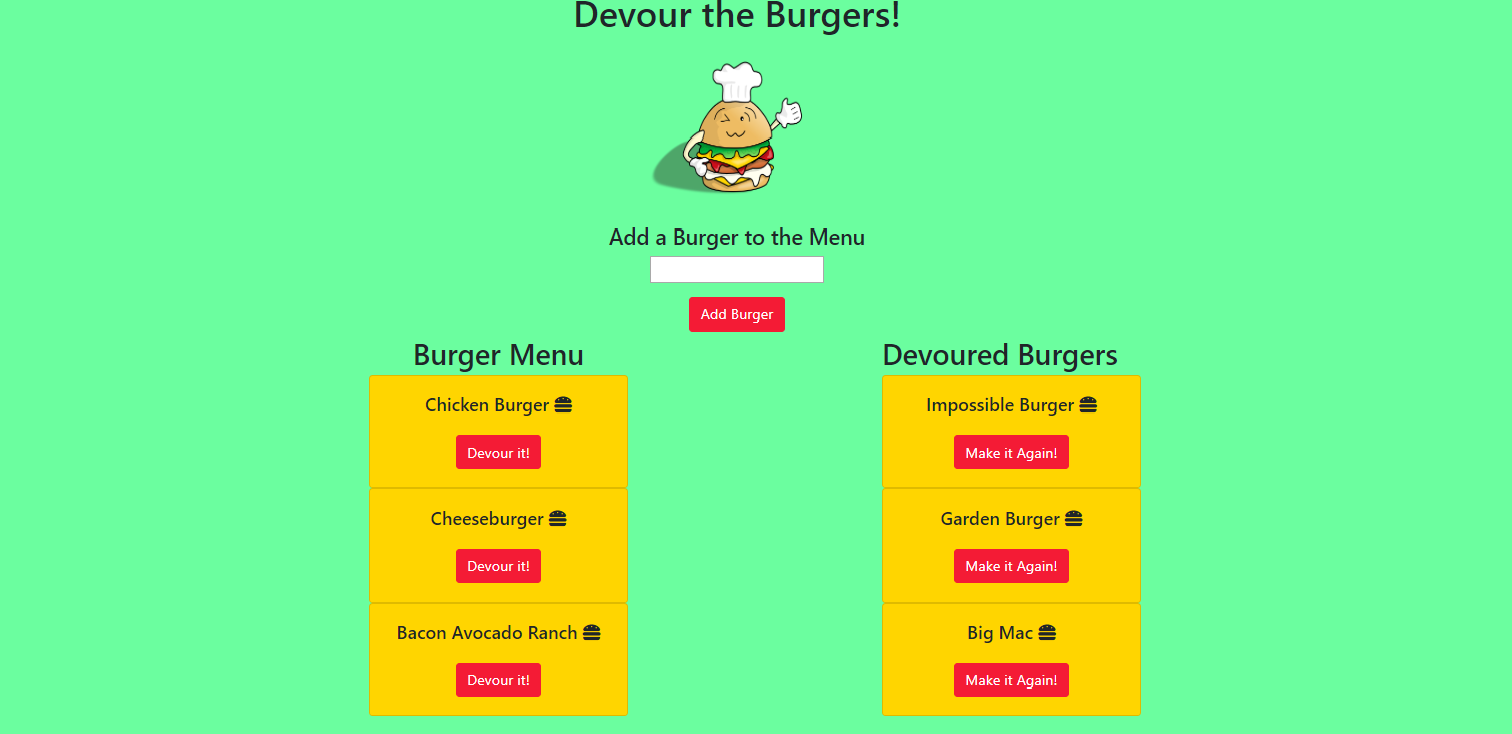 Devour the Burgers!
Add a Burger to the Menu
Add Burger
Burger Menu
Chicken Burger
Devour it!
Cheeseburger
Devour it!
Bacon Avocado Ranch
Devour it!
Devoured Burgers
Impossible Burger
Make it Again!
Garden Burger
Make it Again!
Big Mac
Make it Again!